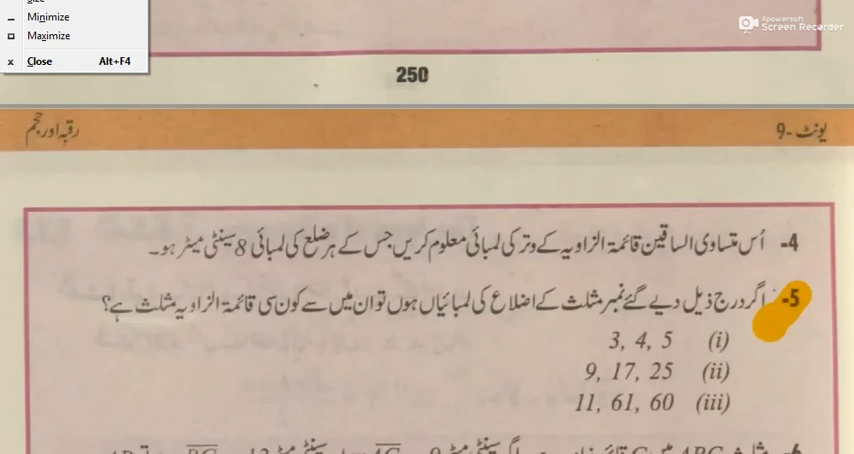 Size
Minimize
Maximize
Close Alt+F4
Apowersoft
Screen Recorder
250
یونٹ -9
رقبہ اور حجم
4- اُس متساوی الساقین قائمۃ الزاویہ کے وتر کی لمبائی معلوم کریں جس کے ہر ضلع کی لمبائی 8 سینٹی میٹر ہو۔
5- اگر درج ذیل دیے گئے نمبر مثلث کے اضلاع کی لمبائیاں ہوں تو ان میں سے کون سی قائمۃ الزاویہ مثلث ہے؟
(i) 3, 4, 5
(ii) 9, 17, 25
(iii) 11, 61, 60